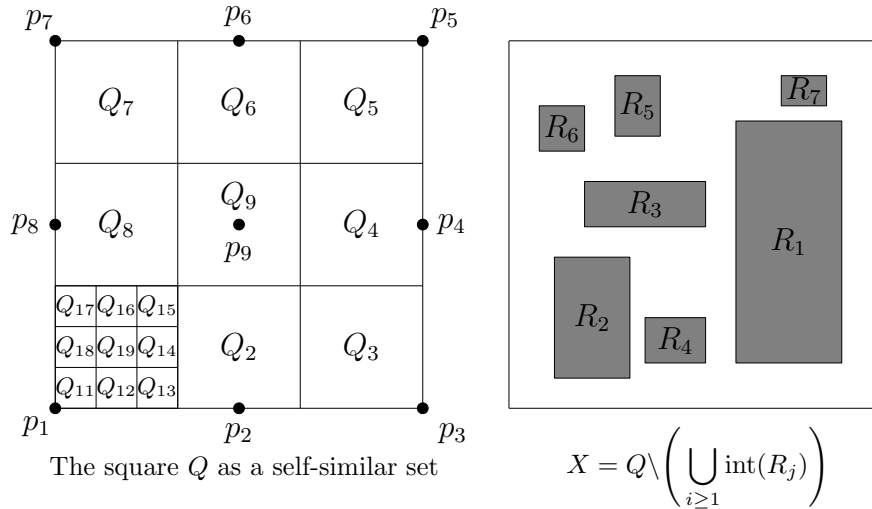 p₇ p₆ p₅
Q₇ Q₆ Q₅
p₈ Q₈ Q₉ p₉ Q₄ p₄
Q₁₇ Q₁₆ Q₁₅
Q₁₈ Q₁₉ Q₁₄ Q₂ Q₃
Q₁₁ Q₁₂ Q₁₃
p₁ p₂ p₃
The square Q as a self-similar set
R₅ R₇
R₆
R₃
R₁
R₂
R₄
X = Q\(⋃_{i≥1} int(R_j))